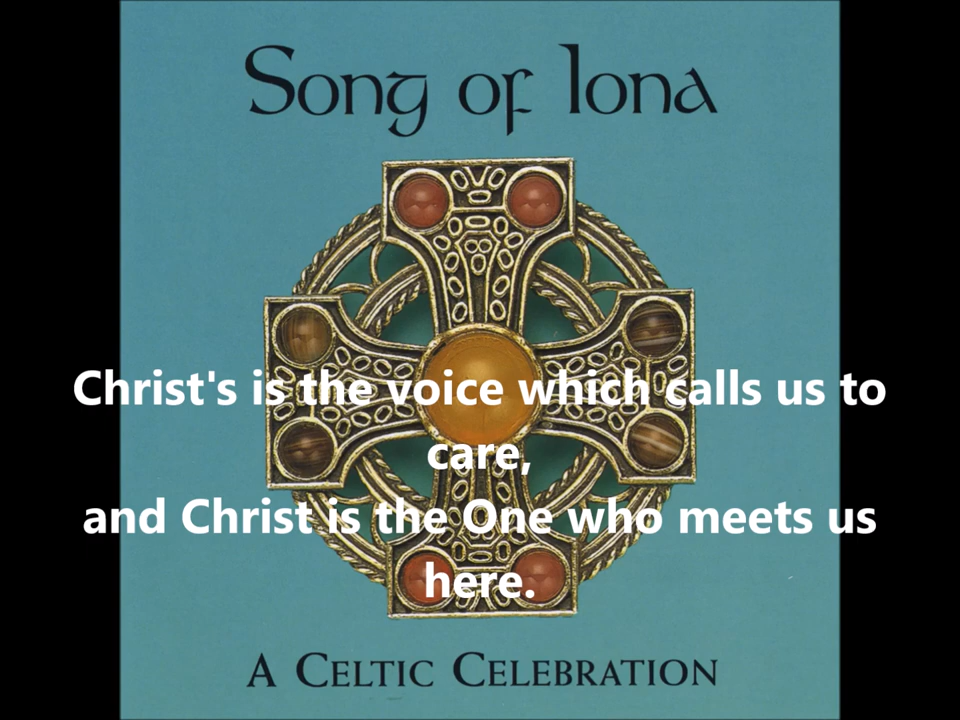 Song of Iona
Christ's is the voice which calls us to
care,
and Christ is the One who meets us
here.
A Celtic Celebration